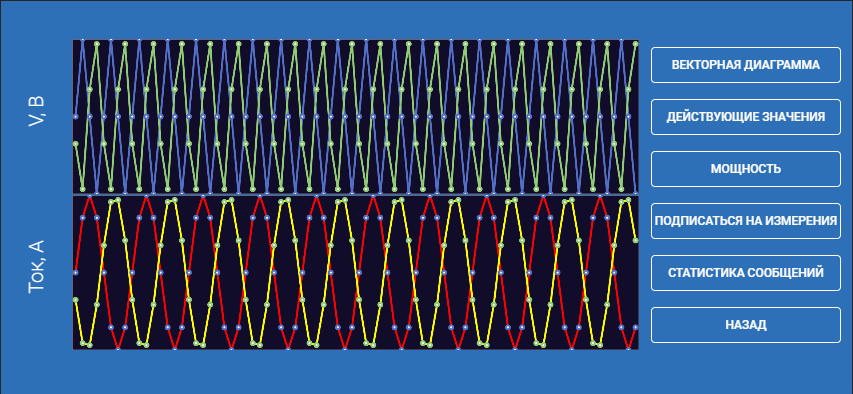 V, В
Ток, А
ВЕКТОРНАЯ ДИАГРАММА
ДЕЙСТВУЮЩИЕ ЗНАЧЕНИЯ
МОЩНОСТЬ
ПОДПИСАТЬСЯ НА ИЗМЕРЕНИЯ
СТАТИСТИКА СООБЩЕНИЙ
НАЗАД